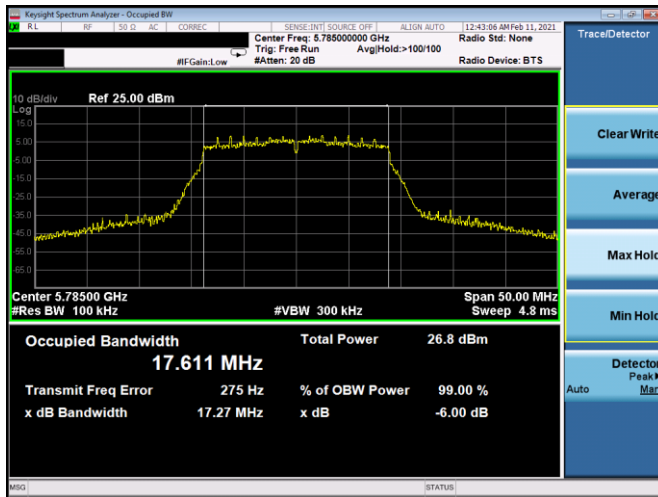 Keysight Spectrum Analyzer - Occupied BW
RL RF 50 Ω AC CORREC SENSE:INT SOURCE OFF ALIGN AUTO 12:43:06 AM Feb 11, 2021
Center Freq: 5.785000000 GHz Radio Std: None
Trig: Free Run Avg|Hold:>100/100
#IFGain:Low #Atten: 20 dB Radio Device: BTS
Trace/Detector
10 dB/div Ref 25.00 dBm
Log
15.0
5.00
-5.00
-15.0
-25.0
-35.0
-45.0
-55.0
-65.0
Center 5.78500 GHz Span 50.00 MHz
#Res BW 100 kHz #VBW 300 kHz Sweep 4.8 ms
Occupied Bandwidth Total Power 26.8 dBm
17.611 MHz
Transmit Freq Error 275 Hz % of OBW Power 99.00 %
x dB Bandwidth 17.27 MHz x dB -6.00 dB
Clear Write
Average
Max Hold
Min Hold
Detector
Peak
Auto Man
MSG STATUS